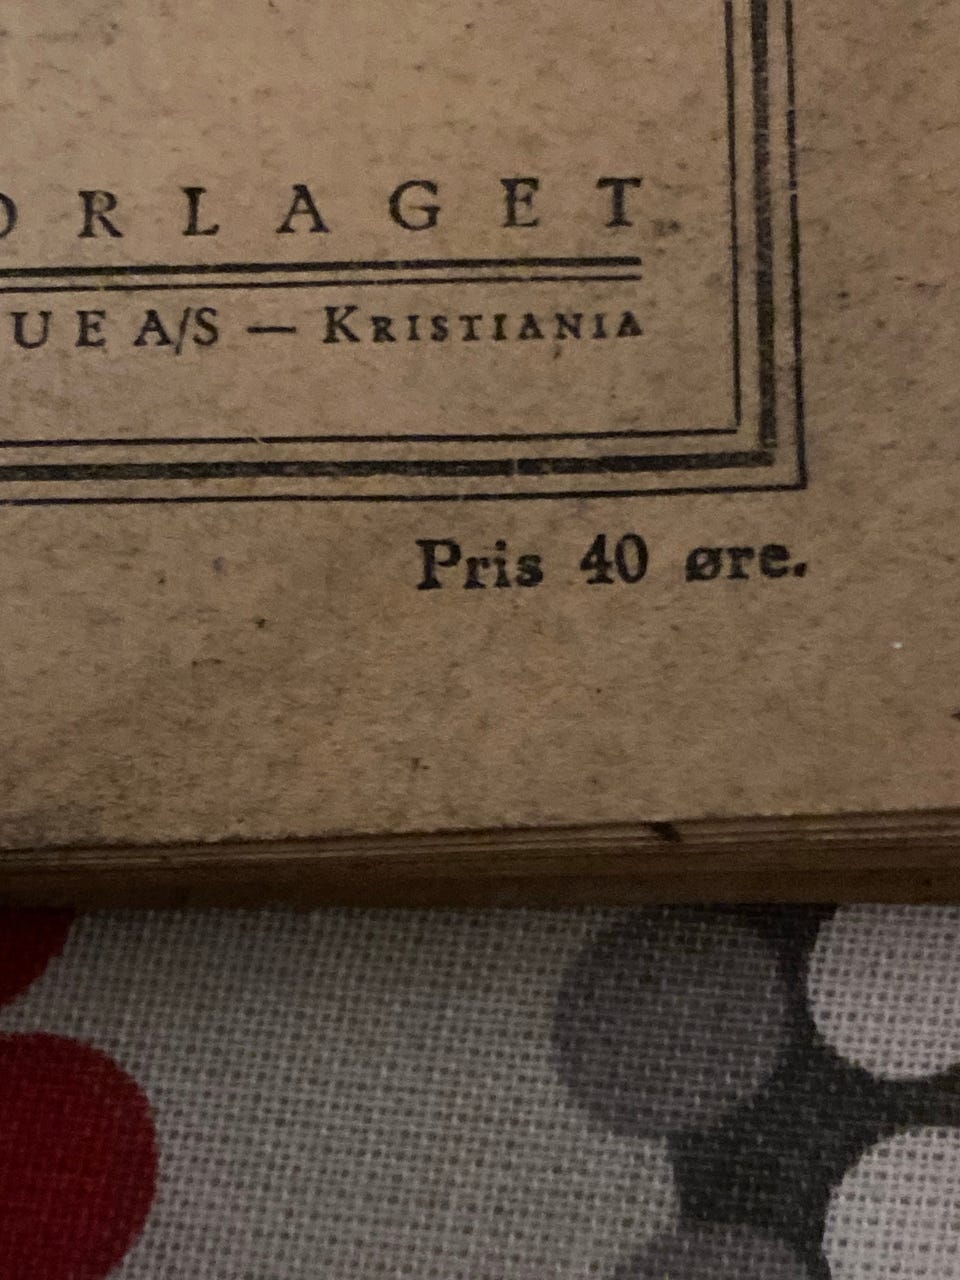 ORLAGET
UE A/S — KRISTIANIA
Pris 40 øre.